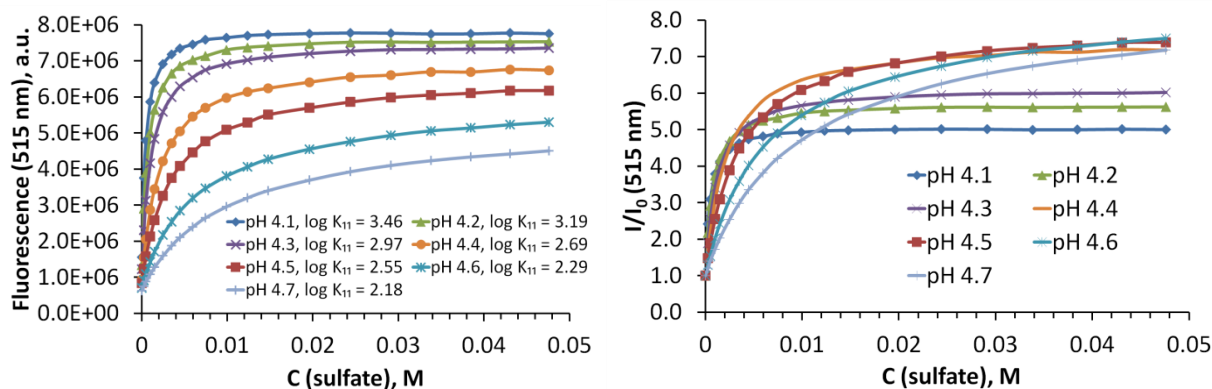 Fluorescence (515 nm), a.u.
8.0E+06
7.0E+06
6.0E+06
5.0E+06
4.0E+06
3.0E+06
2.0E+06
1.0E+06
0.0E+00
pH 4.1, log K₁₁ = 3.46
pH 4.2, log K₁₁ = 3.19
pH 4.3, log K₁₁ = 2.97
pH 4.4, log K₁₁ = 2.69
pH 4.5, log K₁₁ = 2.55
pH 4.6, log K₁₁ = 2.29
pH 4.7, log K₁₁ = 2.18
0 0.01 0.02 0.03 0.04 0.05
C (sulfate), M
I/I₀ (515 nm)
8.0
7.0
6.0
5.0
4.0
3.0
2.0
1.0
0.0
pH 4.1
pH 4.2
pH 4.3
pH 4.4
pH 4.5
pH 4.6
pH 4.7
0 0.01 0.02 0.03 0.04 0.05
C (sulfate), M